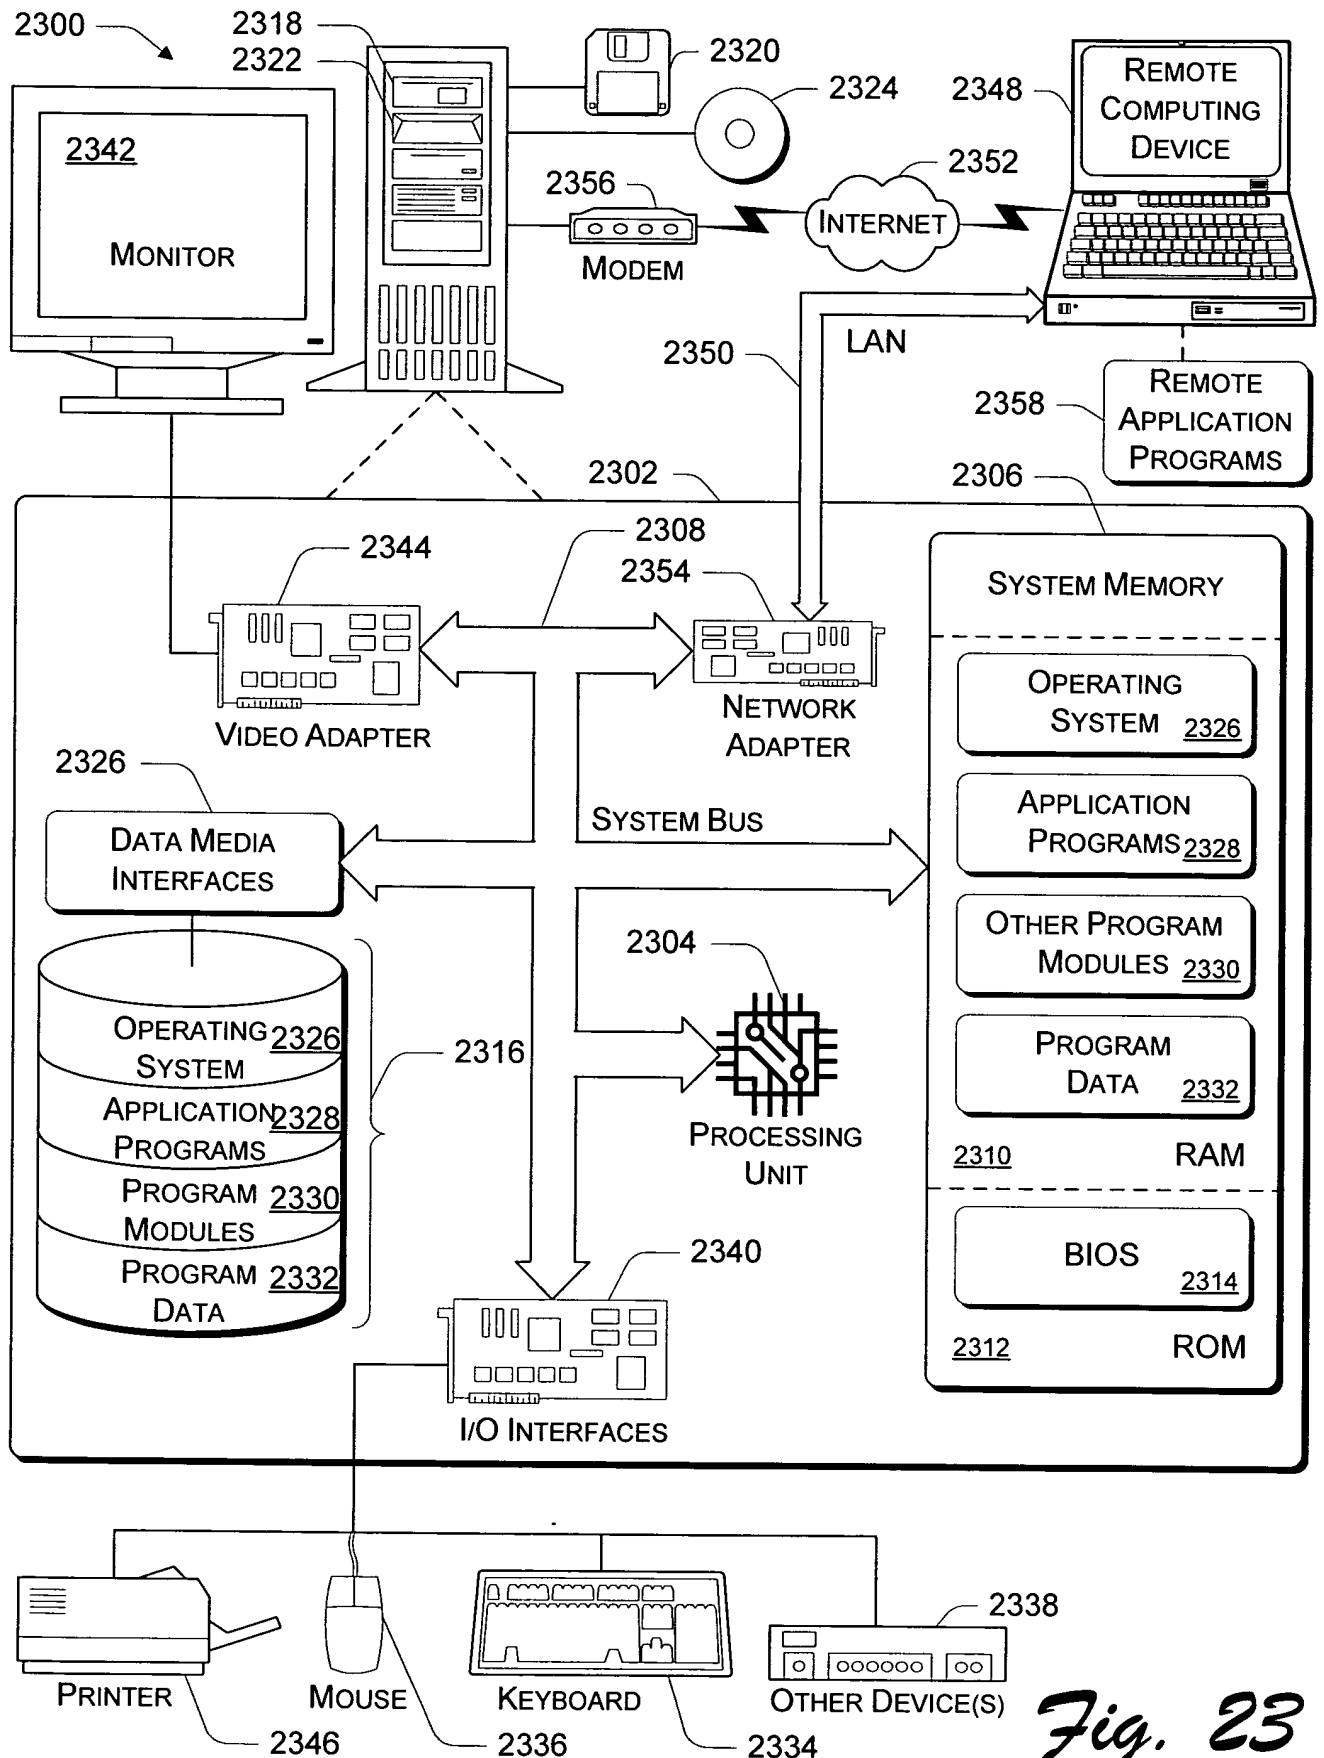 2300
2318
2322
2320
2324
2348
REMOTE
COMPUTING
DEVICE
2342
MONITOR
2356
MODEM
2352
INTERNET
LAN
2350
2358
REMOTE
APPLICATION
PROGRAMS
2302
2306
2344
2308
2354
SYSTEM MEMORY
VIDEO ADAPTER
NETWORK
ADAPTER
OPERATING
SYSTEM 2326
2326
DATA MEDIA
INTERFACES
SYSTEM BUS
APPLICATION
PROGRAMS 2328
OTHER PROGRAM
MODULES 2330
2304
PROCESSING
UNIT
PROGRAM
DATA 2332
2310 RAM
OPERATING 2326
SYSTEM
APPLICATION 2328
PROGRAMS
PROGRAM 2330
MODULES
PROGRAM 2332
DATA
2316
BIOS
2314
2312 ROM
2340
I/O INTERFACES
PRINTER
2346
MOUSE
2336
KEYBOARD
2334
2338
OTHER DEVICE(S)
Fig. 23